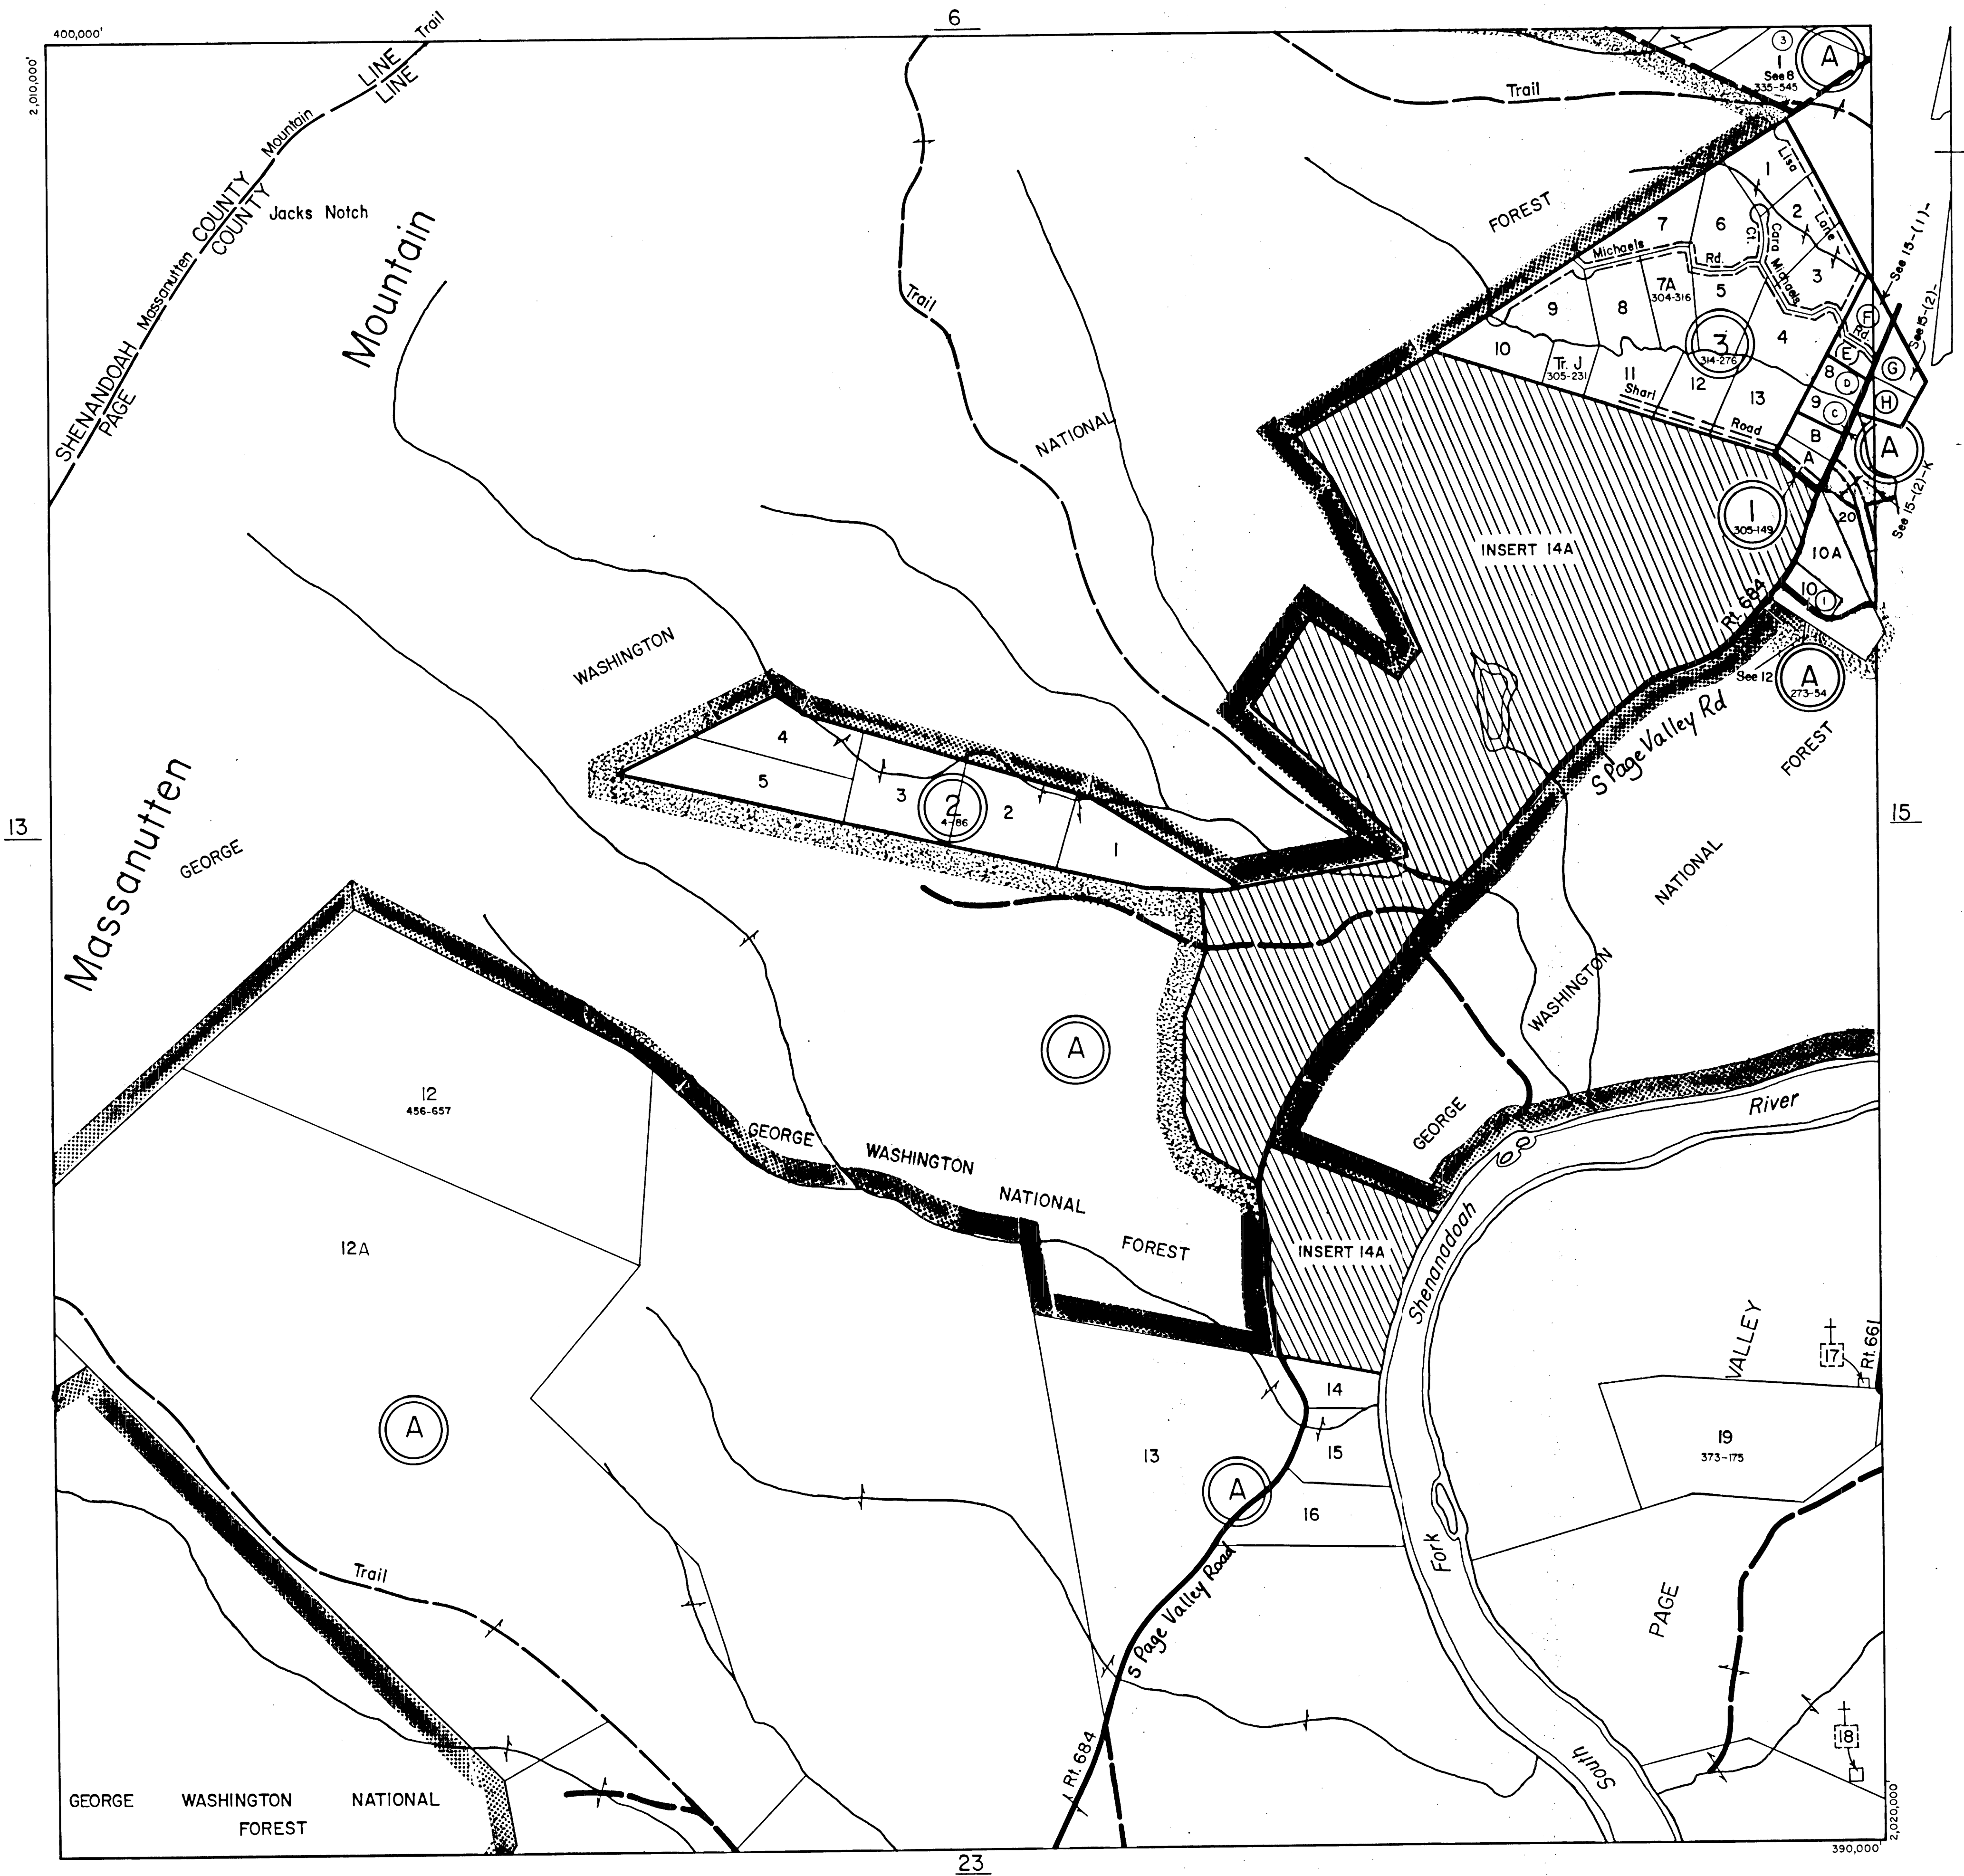 6
400,000'
2,010,000'
Trail
LINE
LINE
Mountain
COUNTY
COUNTY
Massanutten
SHENANDOAH
PAGE
Jacks Notch
Mountain
Trail
Trail
3
1
See 8
335-545
A
FOREST
NATIONAL
WASHINGTON
GEORGE
Massanutten
1
Lisa
Lane
2
3
6
7
Cara
Ct.
Michaels
Rd.
Michaels
Rd.
9
8
7A
304-316
5
4
3
314-276
10
Tr. J
305-231
11
12
13
Sharl
Road
F
E
8
D
9
C
B
A
G
H
See 15-(1)-
See 15-(2)-
A
See 15-(2)-K
1
305-149
20
10A
10
1
INSERT 14A
Rt. 684
See 12
A
273-54
S Page Valley Rd
FOREST
NATIONAL
WASHINGTON
GEORGE
4
5
3
2
4-86
2
1
13
15
A
12
456-657
GEORGE
WASHINGTON
NATIONAL
FOREST
12A
INSERT 14A
River
Shenandoah
Fork
South
VALLEY
PAGE
17
Rt. 661
19
373-175
14
15
13
A
16
A
Trail
S Page Valley Road
Rt. 684
18
GEORGE WASHINGTON NATIONAL
FOREST
2,020,000
390,000'
23